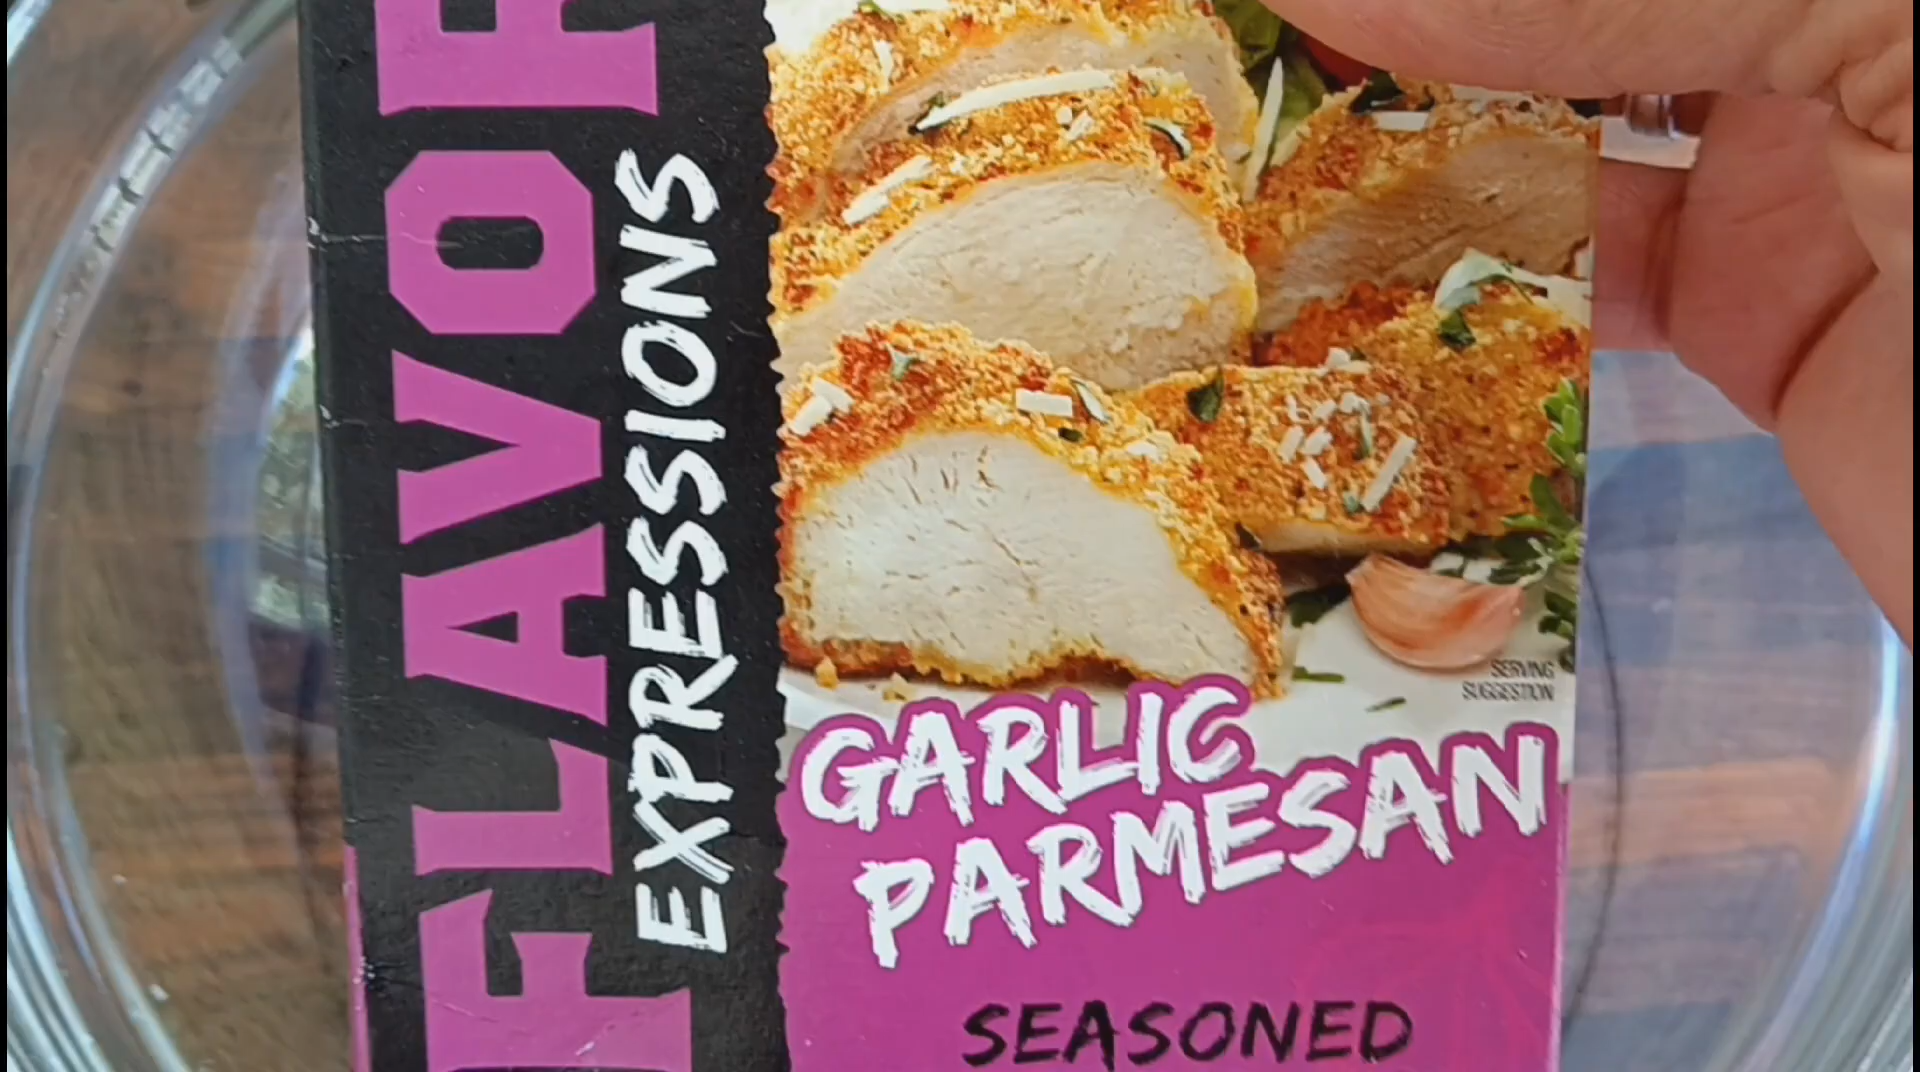 FLAVOR
EXPRESSIONS
SERVING
SUGGESTION
GARLIC
PARMESAN
SEASONED